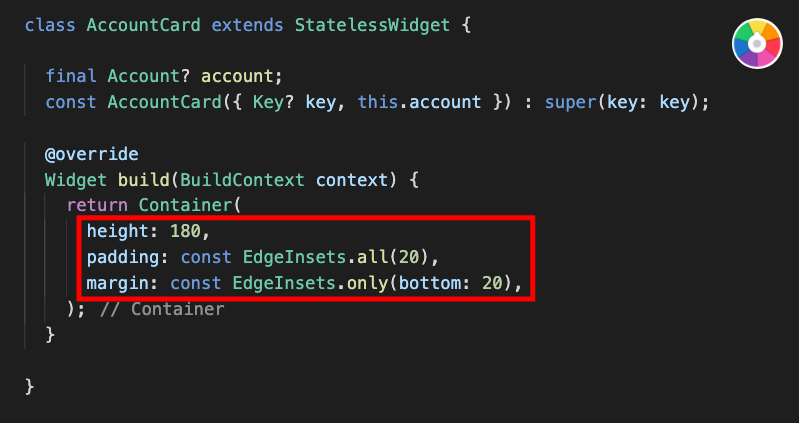 class AccountCard extends StatelessWidget {
final Account? account;
const AccountCard({ Key? key, this.account }) : super(key: key);
@override
Widget build(BuildContext context) {
return Container(
height: 180,
padding: const EdgeInsets.all(20),
margin: const EdgeInsets.only(bottom: 20),
); // Container
}
}